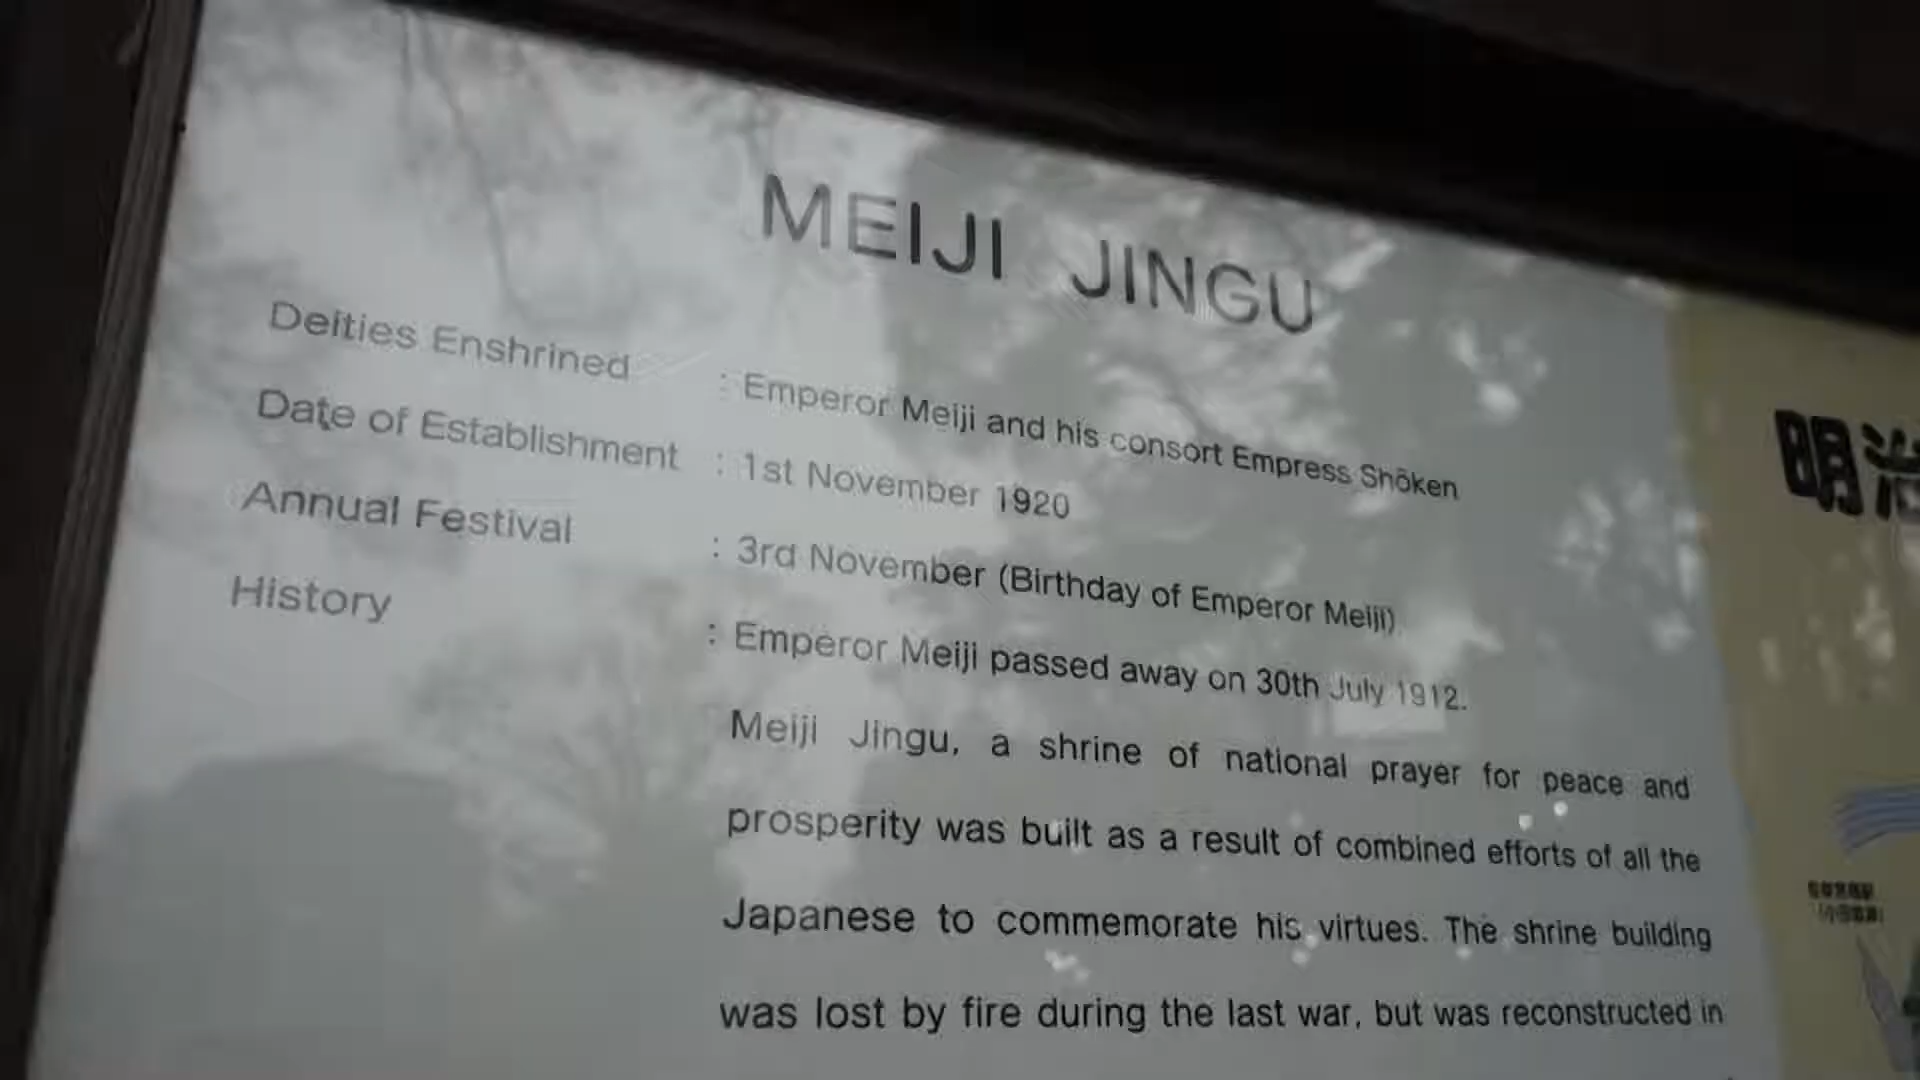 MEIJI JINGU
Deities Enshrined : Emperor Meiji and his consort Empress Shōken
Date of Establishment : 1st November 1920
Annual Festival : 3rd November (Birthday of Emperor Meiji)
History : Emperor Meiji passed away on 30th July 1912.
Meiji Jingu, a shrine of national prayer for peace and
prosperity was built as a result of combined efforts of all the
Japanese to commemorate his virtues. The shrine building
was lost by fire during the last war, but was reconstructed in
明治